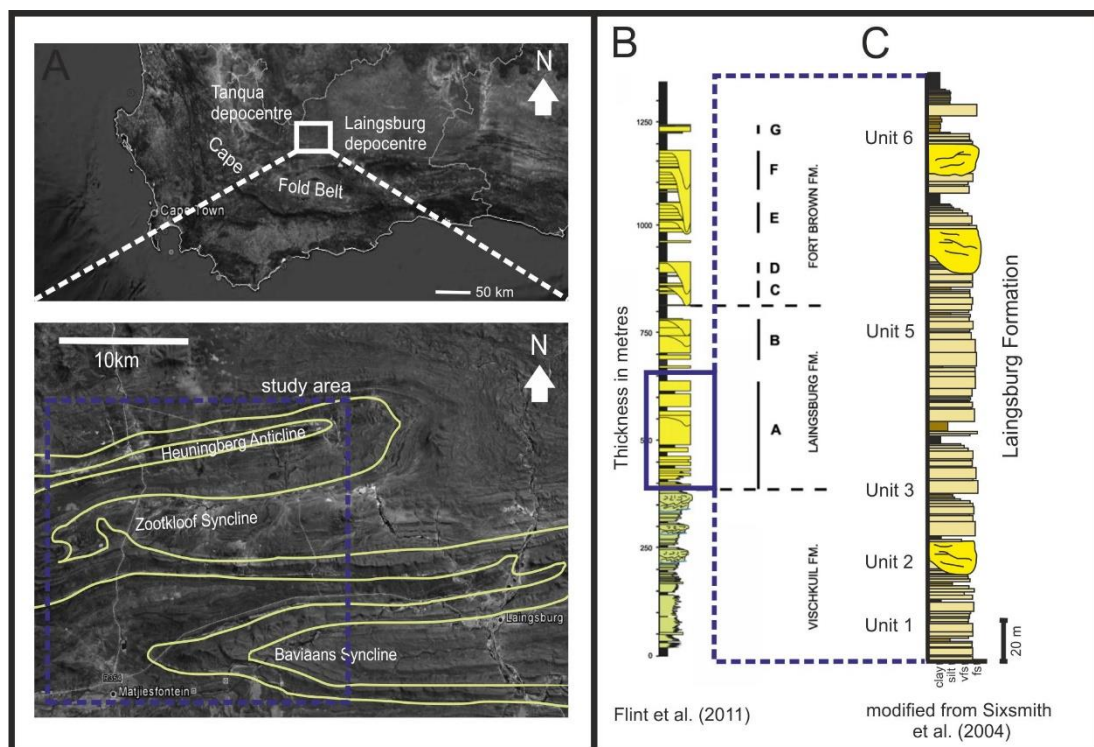 A
N
Tanqua
depocentre
Laingsburg
depocentre
Cape
Fold Belt
Cape Town
50 km
10km
N
study area
Heuningberg Anticline
Zootkloof Syncline
Laingsburg
Baviaans Syncline
Matjiesfontein
B
Thickness in metres
1250
1000
750
500
250
0
G
F
E
D
C
B
A
FORT BROWN FM.
LAINGSBURG FM.
VISCHKUIL FM.
Flint et al. (2011)
C
Unit 6
Unit 5
Unit 3
Unit 2
Unit 1
Laingsburg Formation
20 m
clay
silt
vfs
fs
modified from Sixsmith
et al. (2004)